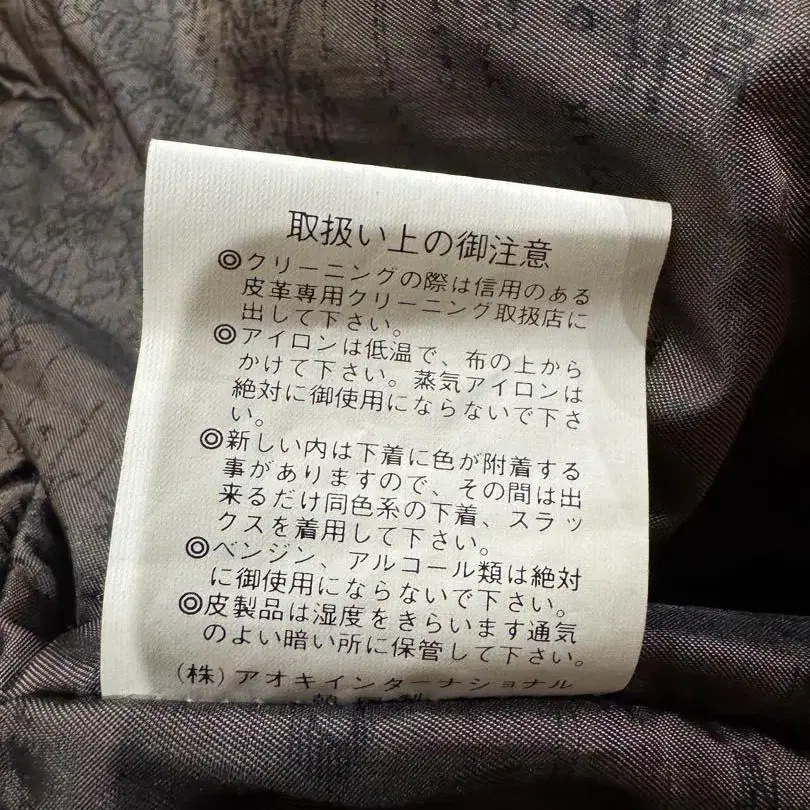 取扱い上の御注意
◎クリーニングの際は信用のある
皮革専用クリーニング取扱店に
出して下さい。
◎アイロンは低温で、布の上から
かけて下さい。蒸気アイロンは
絶対に御使用にならないで下さ
い。
◎新しい内は下着に色が附着する
事がありますので、その間は出
来るだけ同色系の下着、スラッ
クスを着用して下さい。
◎ベンジン、アルコール類は絶対
に御使用にならないで下さい。
◎皮製品は湿度をきらいます通気
のよい暗い所に保管して下さい。
(株)アオキインターナショナル